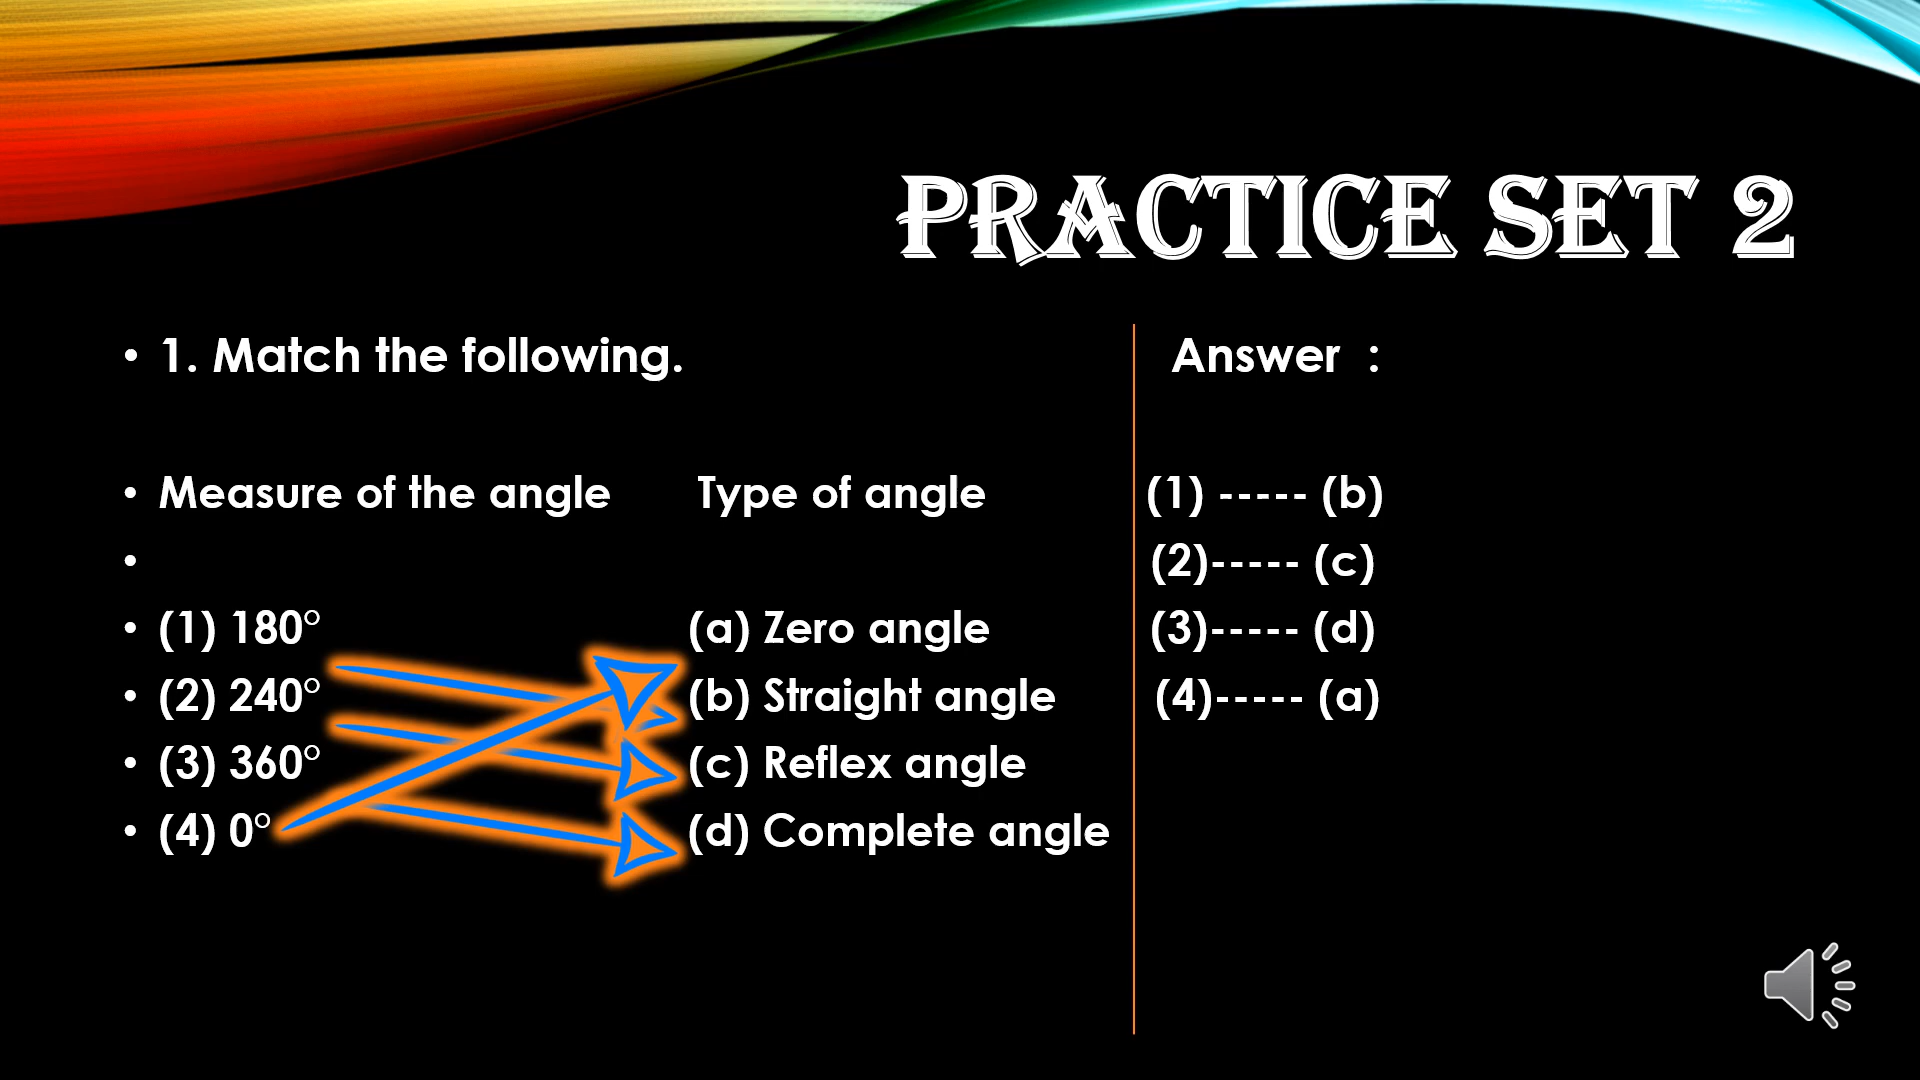 PRACTICE SET 2
• 1. Match the following.
• Measure of the angle Type of angle
•
• (1) 180° (a) Zero angle
• (2) 240° (b) Straight angle
• (3) 360° (c) Reflex angle
• (4) 0° (d) Complete angle
Answer :
(1) ----- (b)
(2)----- (c)
(3)----- (d)
(4)----- (a)